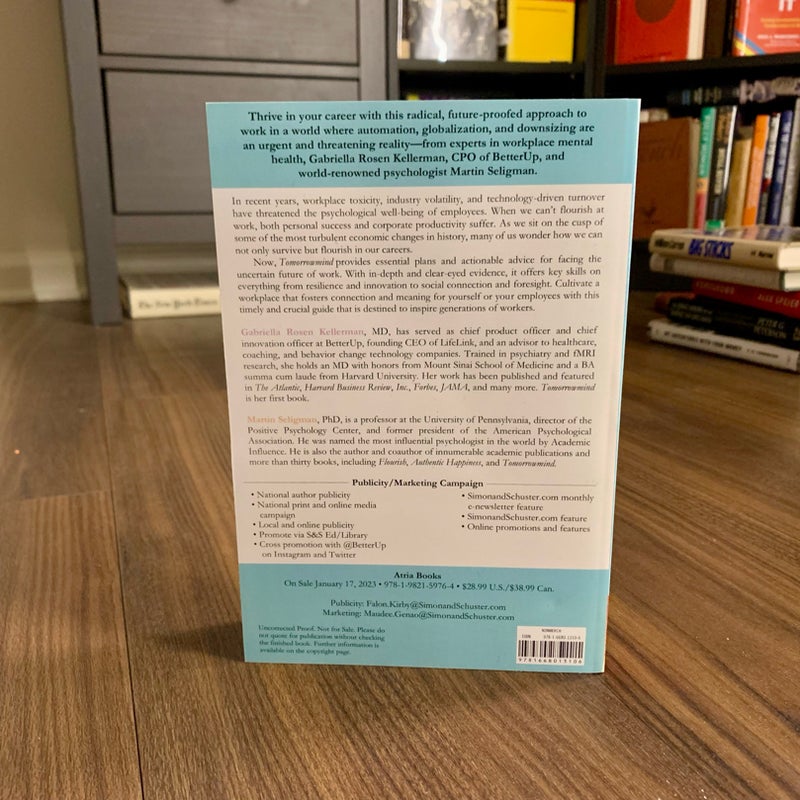 Thrive in your career with this radical, future-proofed approach to
work in a world where automation, globalization, and downsizing are
an urgent and threatening reality—from experts in workplace mental
health, Gabriella Rosen Kellerman, CPO of BetterUp, and
world-renowned psychologist Martin Seligman.
In recent years, workplace toxicity, industry volatility, and technology-driven turnover
have threatened the psychological well-being of employees. When we can't flourish at
work, both personal success and corporate productivity suffer. As we sit on the cusp of
some of the most turbulent economic changes in history, many of us wonder how we can
not only survive but flourish in our careers.
Now, Tomorrowmind provides essential plans and actionable advice for facing the
uncertain future of work. With in-depth and clear-eyed evidence, it offers key skills on
everything from resilience and innovation to social connection and foresight. Cultivate a
workplace that fosters connection and meaning for yourself or your employees with this
timely and crucial guide that is destined to inspire generations of workers.
Gabriella Rosen Kellerman, MD, has served as chief product officer and chief
innovation officer at BetterUp, founding CEO of LifeLink, and an advisor to healthcare,
coaching, and behavior change technology companies. Trained in psychiatry and fMRI
research, she holds an MD with honors from Mount Sinai School of Medicine and a BA
summa cum laude from Harvard University. Her work has been published and featured
in The Atlantic, Harvard Business Review, Inc., Forbes, JAMA, and many more. Tomorrowmind
is her first book.
Martin Seligman, PhD, is a professor at the University of Pennsylvania, director of the
Positive Psychology Center, and former president of the American Psychological
Association. He was named the most influential psychologist in the world by Academic
Influence. He is also the author and coauthor of innumerable academic publications and
more than thirty books, including Flourish, Authentic Happiness, and Tomorrowmind.
Publicity/Marketing Campaign
• National author publicity
• National print and online media
campaign
• Local and online publicity
• Promote via S&S Ed/Library
• Cross promotion with @BetterUp
on Instagram and Twitter
• SimonandSchuster.com monthly
e-newsletter feature
• SimonandSchuster.com feature
• Online promotions and features
Atria Books
On Sale January 17, 2023 • 978-1-9821-5976-4 • $28.99 U.S./$38.99 Can.
Publicity: Falon.Kirby@SimonandSchuster.com
Marketing: Maudee.Genao@SimonandSchuster.com
Uncorrected Proof. Not for Sale. Please do
not quote for publication without checking
the finished book. Further information is
available on the copyright page.
ISBN 978-1-6680-1310-6
9781668013106
The New York Times
BIG STICKS
PETERSON